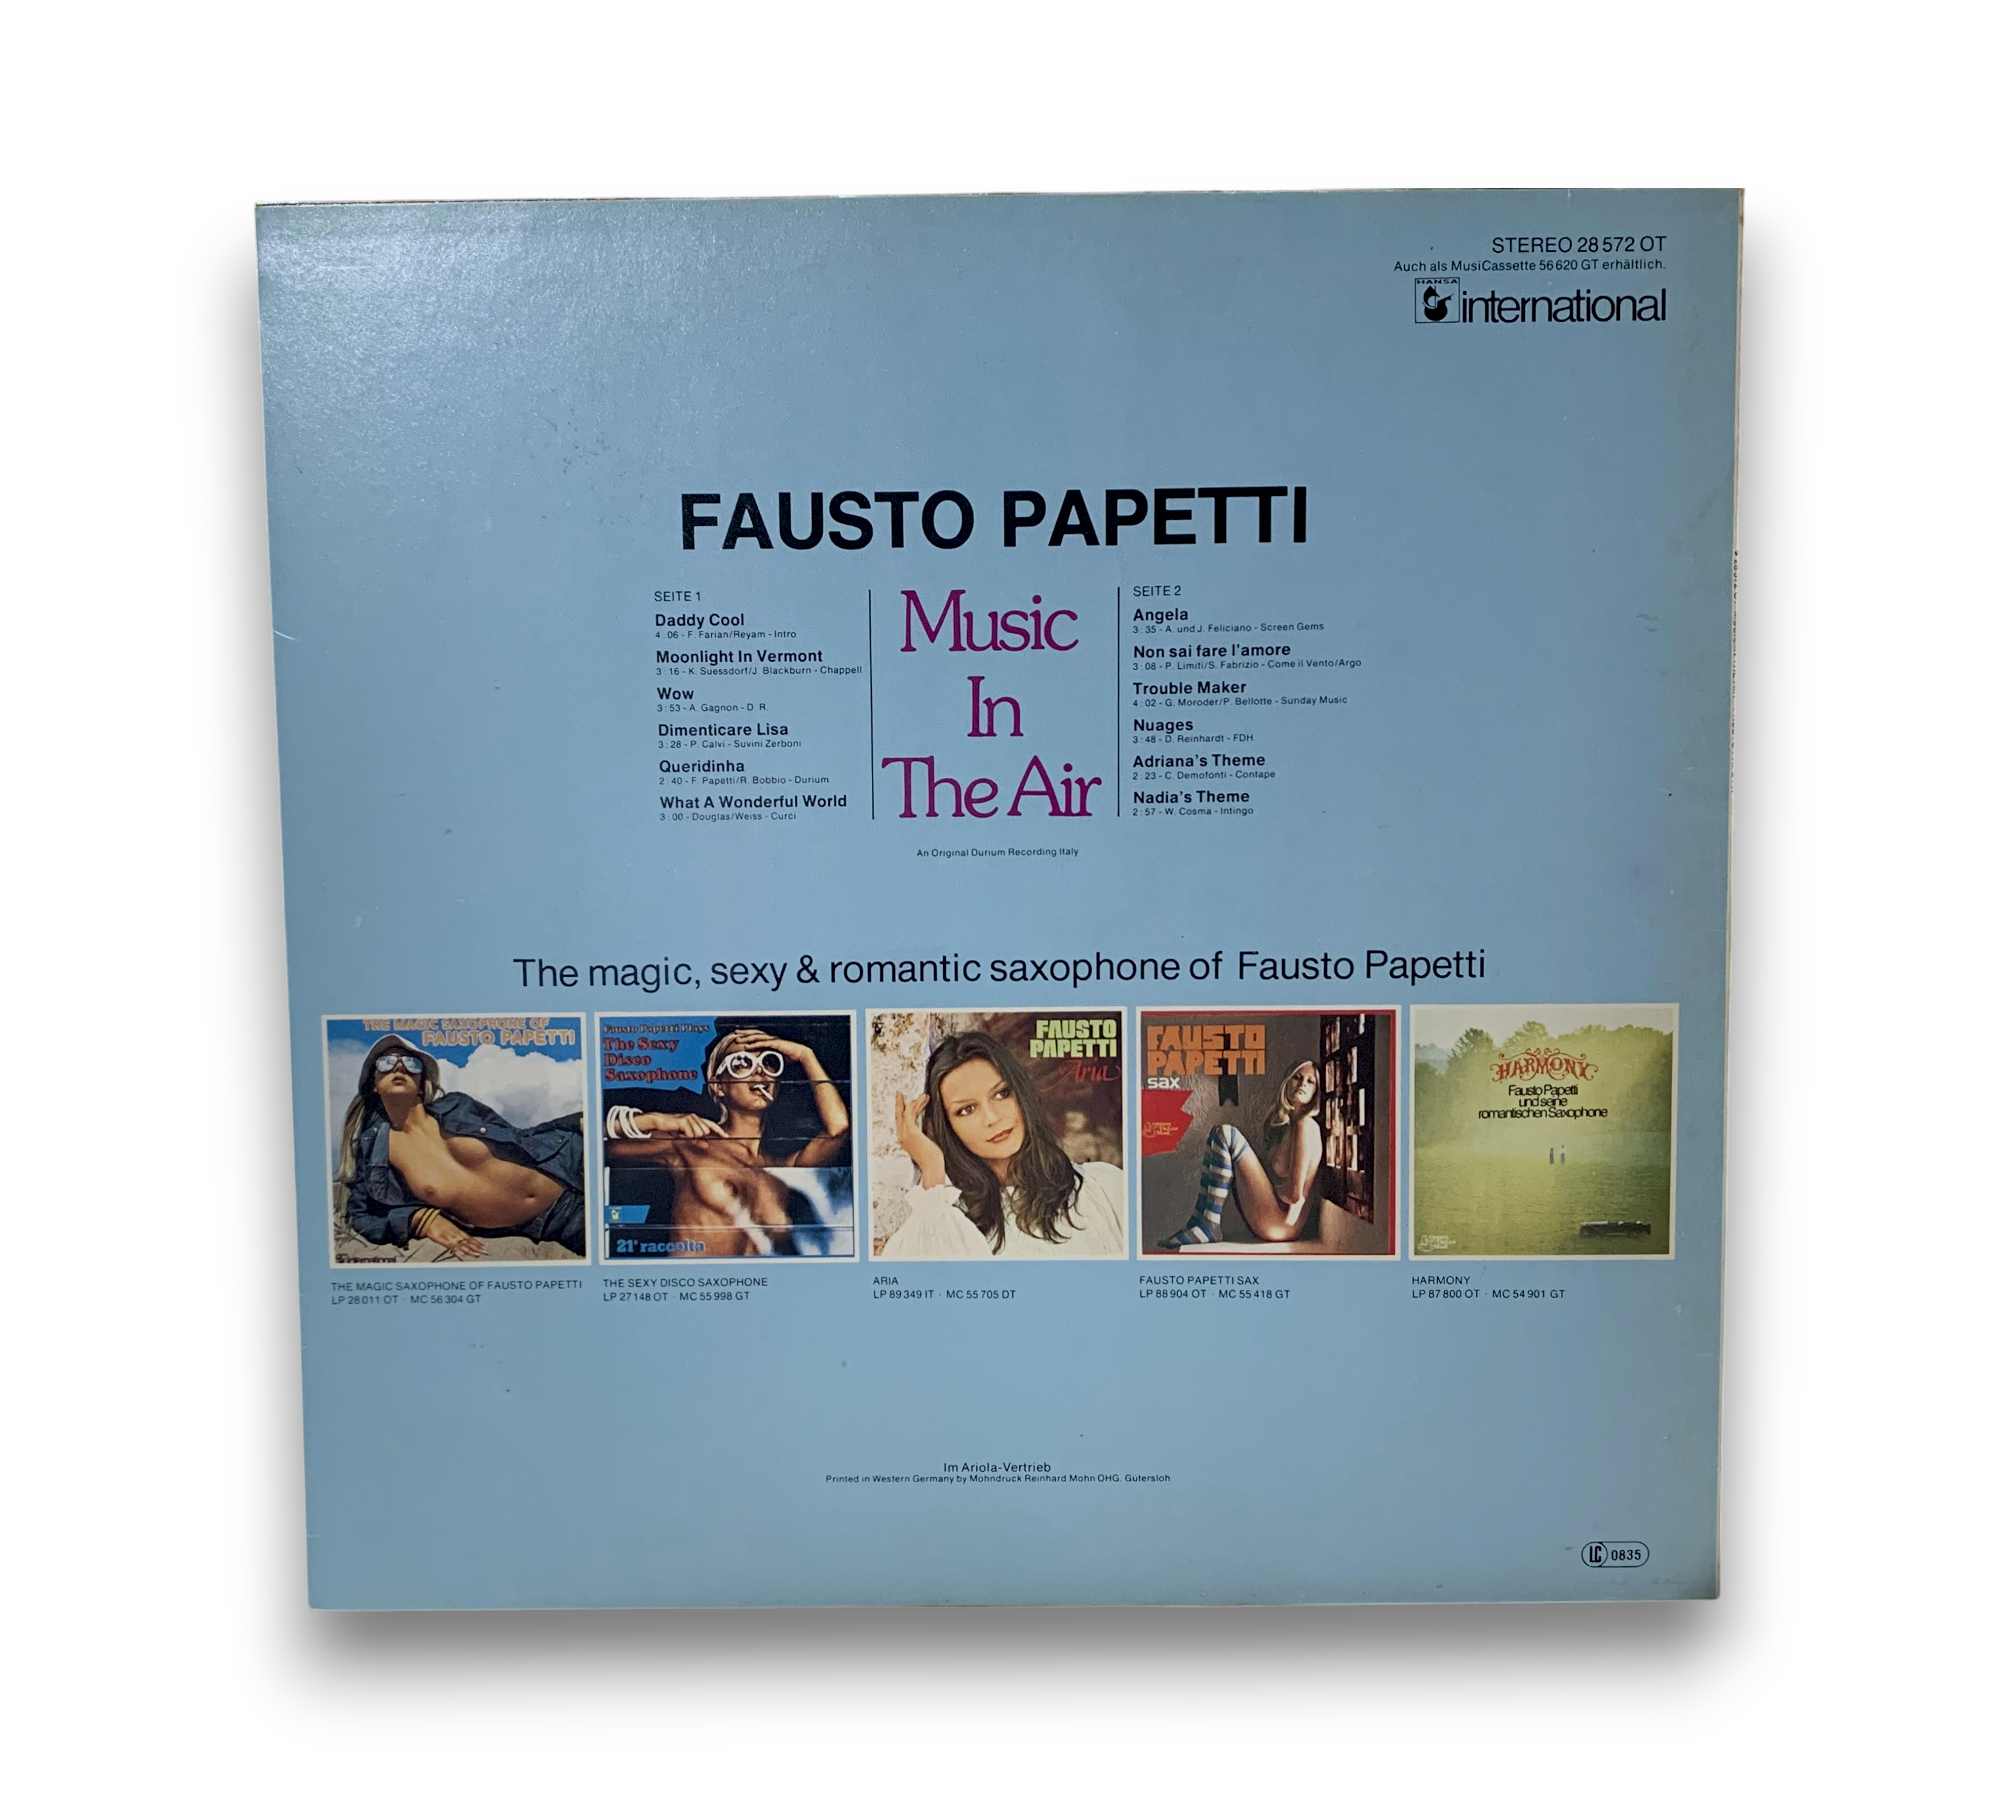 STEREO 28 572 OT
Auch als MusiCassette 56 620 GT erhältlich.
HANSA
international
FAUSTO PAPETTI
SEITE 1
Daddy Cool
4:06 - F. Farian/Reyam - Intro
Moonlight In Vermont
3:16 - K. Suessdorf/J. Blackburn - Chappell
Wow
3:53 - A. Gagnon - D. R.
Dimenticare Lisa
3:28 - P. Calvi - Suvini Zerboni
Queridinha
2:40 - F. Papetti/R. Bobbio - Durium
What A Wonderful World
3:00 - Douglas/Weiss - Curci
Music
In
The Air
SEITE 2
Angela
3:35 - A. und J. Feliciano - Screen Gems
Non sai fare l'amore
3:08 - P. Limiti/S. Fabrizio - Come il Vento/Argo
Trouble Maker
4:02 - G. Moroder/P. Bellotte - Sunday Music
Nuages
3:48 - D. Reinhardt - FDH
Adriana's Theme
2:23 - C. Demofonti - Contape
Nadia's Theme
2:57 - W. Cosma - Intingo
An Original Durium Recording Italy
The magic, sexy & romantic saxophone of Fausto Papetti
THE MAGIC SAXOPHONE OF
FAUSTO PAPETTI
Fausto Papetti Plays
The Sexy
Disco
Saxophone
21ª raccolta
FAUSTO
PAPETTI
Aria
FAUSTO
PAPETTI
sax
HARMONY
Fausto Papetti
und seine
romantischen Saxophone
THE MAGIC SAXOPHONE OF FAUSTO PAPETTI
LP 28 011 OT · MC 56 304 GT
THE SEXY DISCO SAXOPHONE
LP 27 148 OT · MC 55 998 GT
ARIA
LP 89 349 IT · MC 55 705 DT
FAUSTO PAPETTI SAX
LP 88 904 OT · MC 55 418 GT
HARMONY
LP 87 800 OT · MC 54 901 GT
Im Ariola-Vertrieb
Printed in Western Germany by Mohndruck Reinhard Mohn OHG, Gütersloh
LC 0835